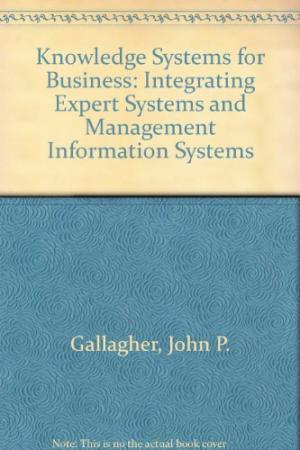 Knowledge Systems for
Business: Integrating
Expert Systems and
Management
Information Systems
Gallagher, John P.
Note: This is no the actual book cover